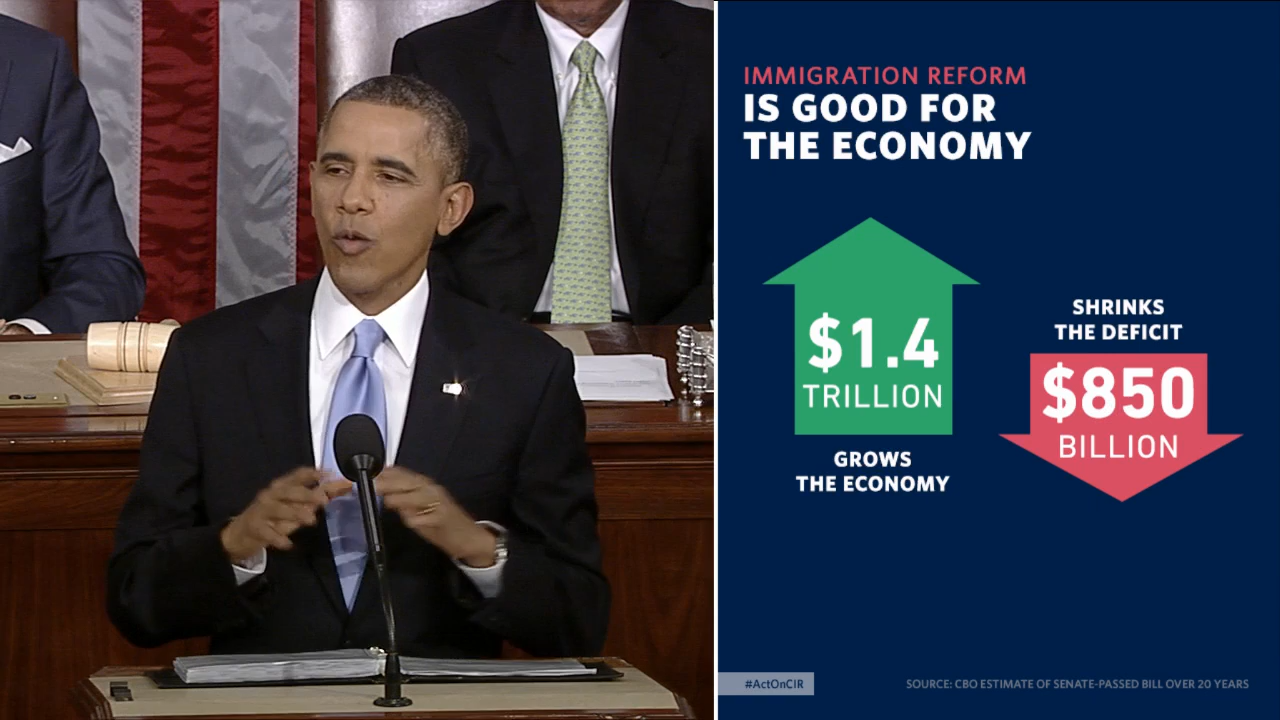 IMMIGRATION REFORM
IS GOOD FOR
THE ECONOMY
$1.4
TRILLION
GROWS
THE ECONOMY
SHRINKS
THE DEFICIT
$850
BILLION
#ActOnCIR
SOURCE: CBO ESTIMATE OF SENATE-PASSED BILL OVER 20 YEARS